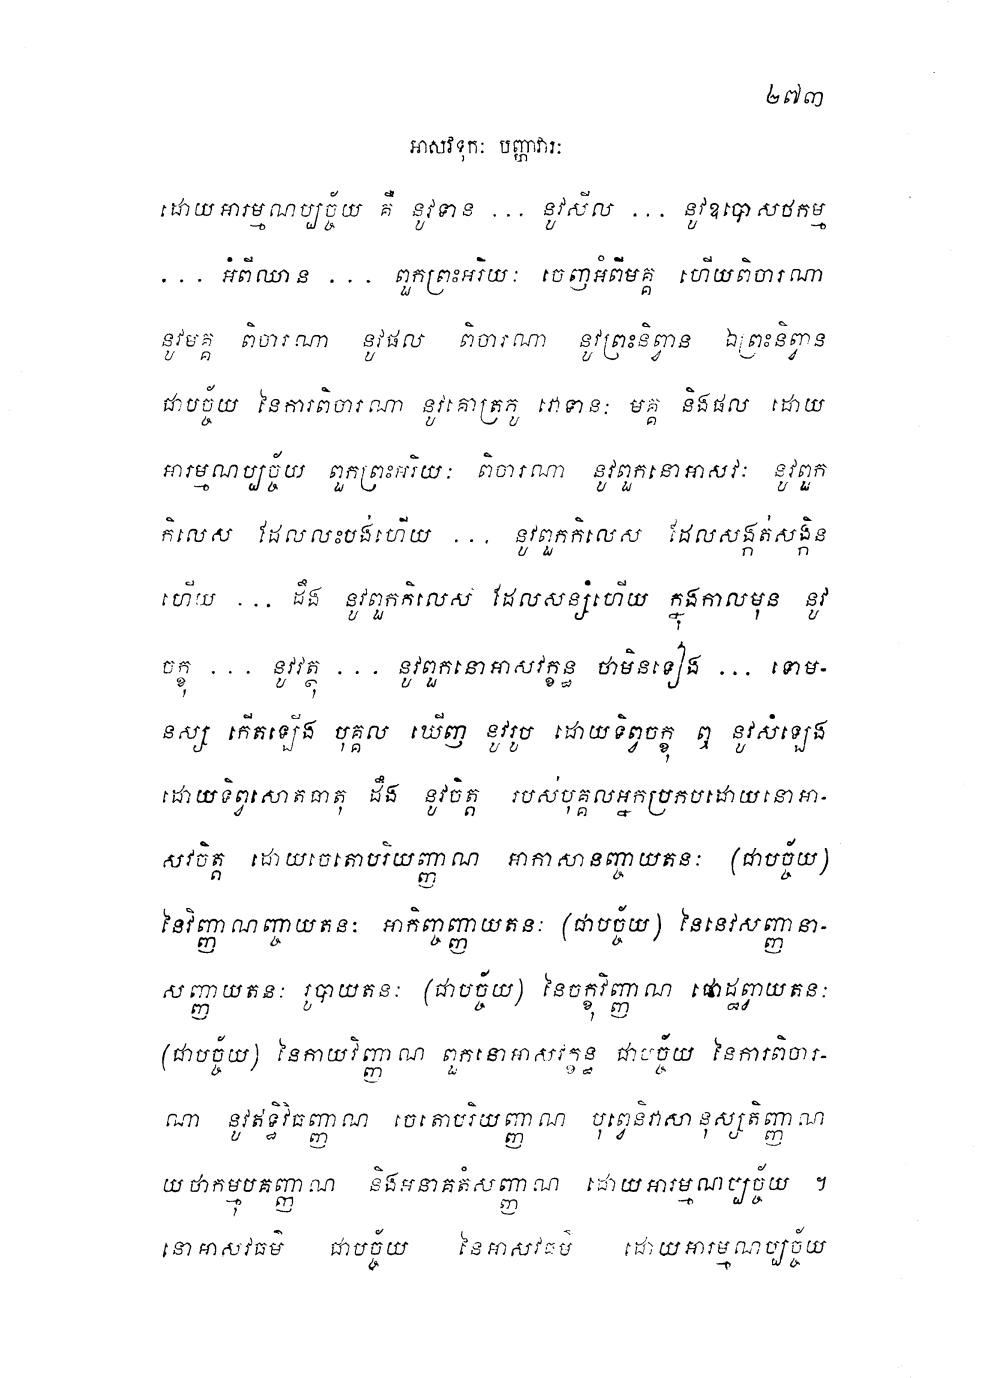 ២៧៣
អាសវទុកៈ បញ្ហាវារៈ
ដោយអារម្មណប្បច្ច័យ គឺ នូវទាន ... នូវសីល ... នូវឧបោសថកម្ម
... អំពីឈាន ... ពួកព្រះអរិយៈ ចេញអំពីមគ្គ ហើយពិចារណា
នូវមគ្គ ពិចារណា នូវផល ពិចារណា នូវព្រះនិព្វាន ឯព្រះនិព្វាន
ជាបច្ច័យ នៃការពិចារណា នូវគោត្រភូ វោទានៈ មគ្គ និងផល ដោយ
អារម្មណប្បច្ច័យ ពួកព្រះអរិយៈ ពិចារណា នូវពួកនោអាសវៈ នូវពួក
កិលេស ដែលលះបង់ហើយ ... នូវពួកកិលេស ដែលសង្កត់សង្កិន
ហើយ ... ដឹង នូវពួកកិលេស ដែលសន្សំហើយ ក្នុងកាលមុន នូវ
ចក្ខុ ... នូវវត្ថុ ... នូវពួកនោអាសវក្ខន្ធ ថាមិនទៀង ... ទោម-
នស្ស កើតឡើង បុគ្គល ឃើញ នូវរូប ដោយទិព្វចក្ខុ ឮ នូវសំឡេង
ដោយទិព្វសោតធាតុ ដឹង នូវចិត្ត របស់បុគ្គលអ្នកប្រកបដោយនោអា-
សវចិត្ត ដោយចេតោបរិយញ្ញាណ អាកាសានញ្ចាយតនៈ (ជាបច្ច័យ)
នៃវិញ្ញាណញ្ចាយតនៈ អាកិញ្ចញ្ញាយតនៈ (ជាបច្ច័យ) នៃនេវសញ្ញានា-
សញ្ញាយតនៈ រូបាយតនៈ (ជាបច្ច័យ) នៃចក្ខុវិញ្ញាណ ផោដ្ឋព្វាយតនៈ
(ជាបច្ច័យ) នៃកាយវិញ្ញាណ ពួកនោអាសវក្ខន្ធ ជាបច្ច័យ នៃការពិចារ-
ណា នូវឥទ្ធិវិធញ្ញាណ ចេតោបរិយញ្ញាណ បុព្វេនិវាសានុស្សតិញ្ញាណ
យថាកម្មុបគញ្ញាណ និងអនាគតំសញ្ញាណ ដោយអារម្មណប្បច្ច័យ ។
នោអាសវធម៌ ជាបច្ច័យ នៃអាសវធម៌ ដោយអារម្មណប្បច្ច័យ